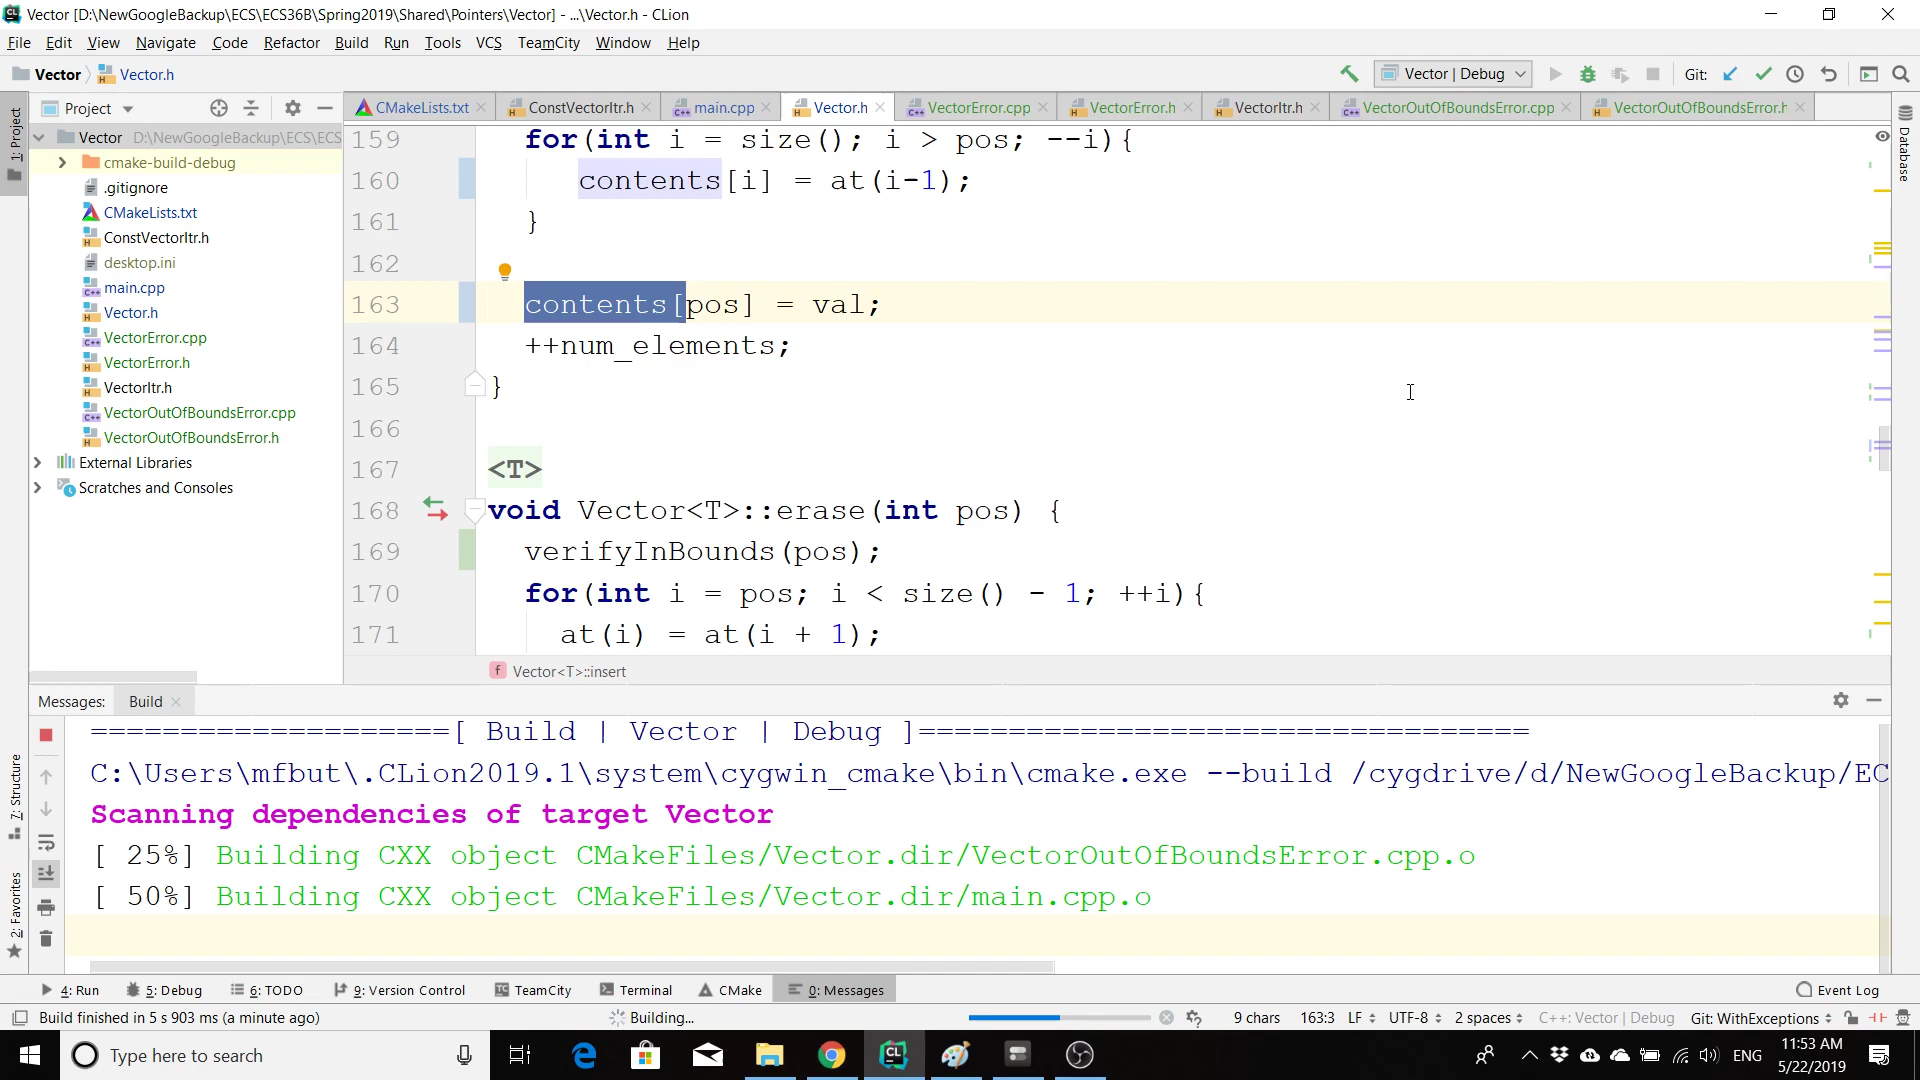 Vector [D:\NewGoogleBackup\ECS\ECS36B\Spring2019\Shared\Pointers\Vector] - ...\Vector.h - CLion
File Edit View Navigate Code Refactor Build Run Tools VCS TeamCity Window Help
Vector Vector.h Vector | Debug Git:
Project CMakeLists.txt ConstVectorItr.h main.cpp Vector.h VectorError.cpp VectorError.h VectorItr.h VectorOutOfBoundsError.cpp VectorOutOfBoundsError.h
1: Project
Database
Vector D:\NewGoogleBackup\ECS\ECS
cmake-build-debug
.gitignore
CMakeLists.txt
ConstVectorItr.h
desktop.ini
main.cpp
Vector.h
VectorError.cpp
VectorError.h
VectorItr.h
VectorOutOfBoundsError.cpp
VectorOutOfBoundsError.h
External Libraries
Scratches and Consoles
159 for(int i = size(); i > pos; --i){
160 contents[i] = at(i-1);
161 }
162
163 contents[pos] = val;
164 ++num_elements;
165 }
166
167 <T>
168 void Vector<T>::erase(int pos) {
169 verifyInBounds(pos);
170 for(int i = pos; i < size() - 1; ++i){
171 at(i) = at(i + 1);
f Vector<T>::insert
Messages: Build
====================[ Build | Vector | Debug ]==================================
C:\Users\mfbut\.CLion2019.1\system\cygwin_cmake\bin\cmake.exe --build /cygdrive/d/NewGoogleBackup/EC
Scanning dependencies of target Vector
[ 25%] Building CXX object CMakeFiles/Vector.dir/VectorOutOfBoundsError.cpp.o
[ 50%] Building CXX object CMakeFiles/Vector.dir/main.cpp.o
7: Structure
2: Favorites
4: Run 5: Debug 6: TODO 9: Version Control TeamCity Terminal CMake 0: Messages Event Log
Build finished in 5 s 903 ms (a minute ago) Building... 9 chars 163:3 LF UTF-8 2 spaces C++: Vector | Debug Git: WithExceptions
Type here to search ENG
11:53 AM
5/22/2019